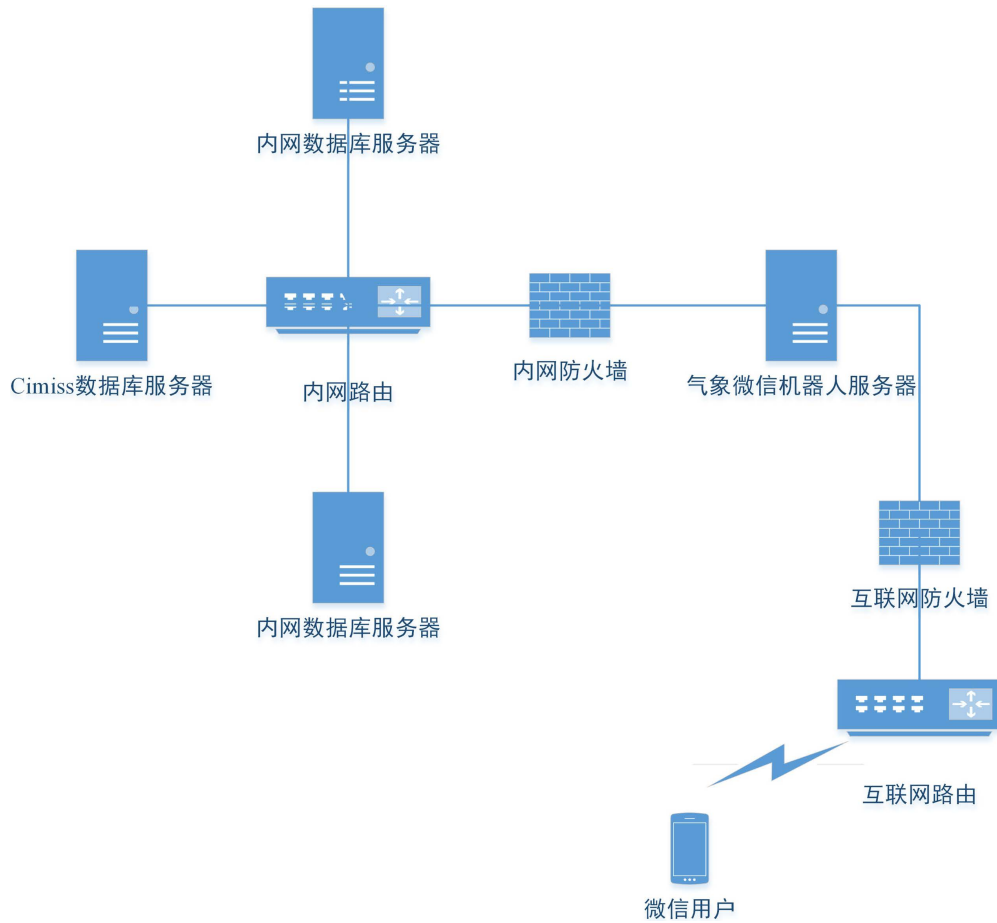 内网数据库服务器
Cimiss数据库服务器
内网路由
内网防火墙
气象微信机器人服务器
内网数据库服务器
互联网防火墙
互联网路由
微信用户